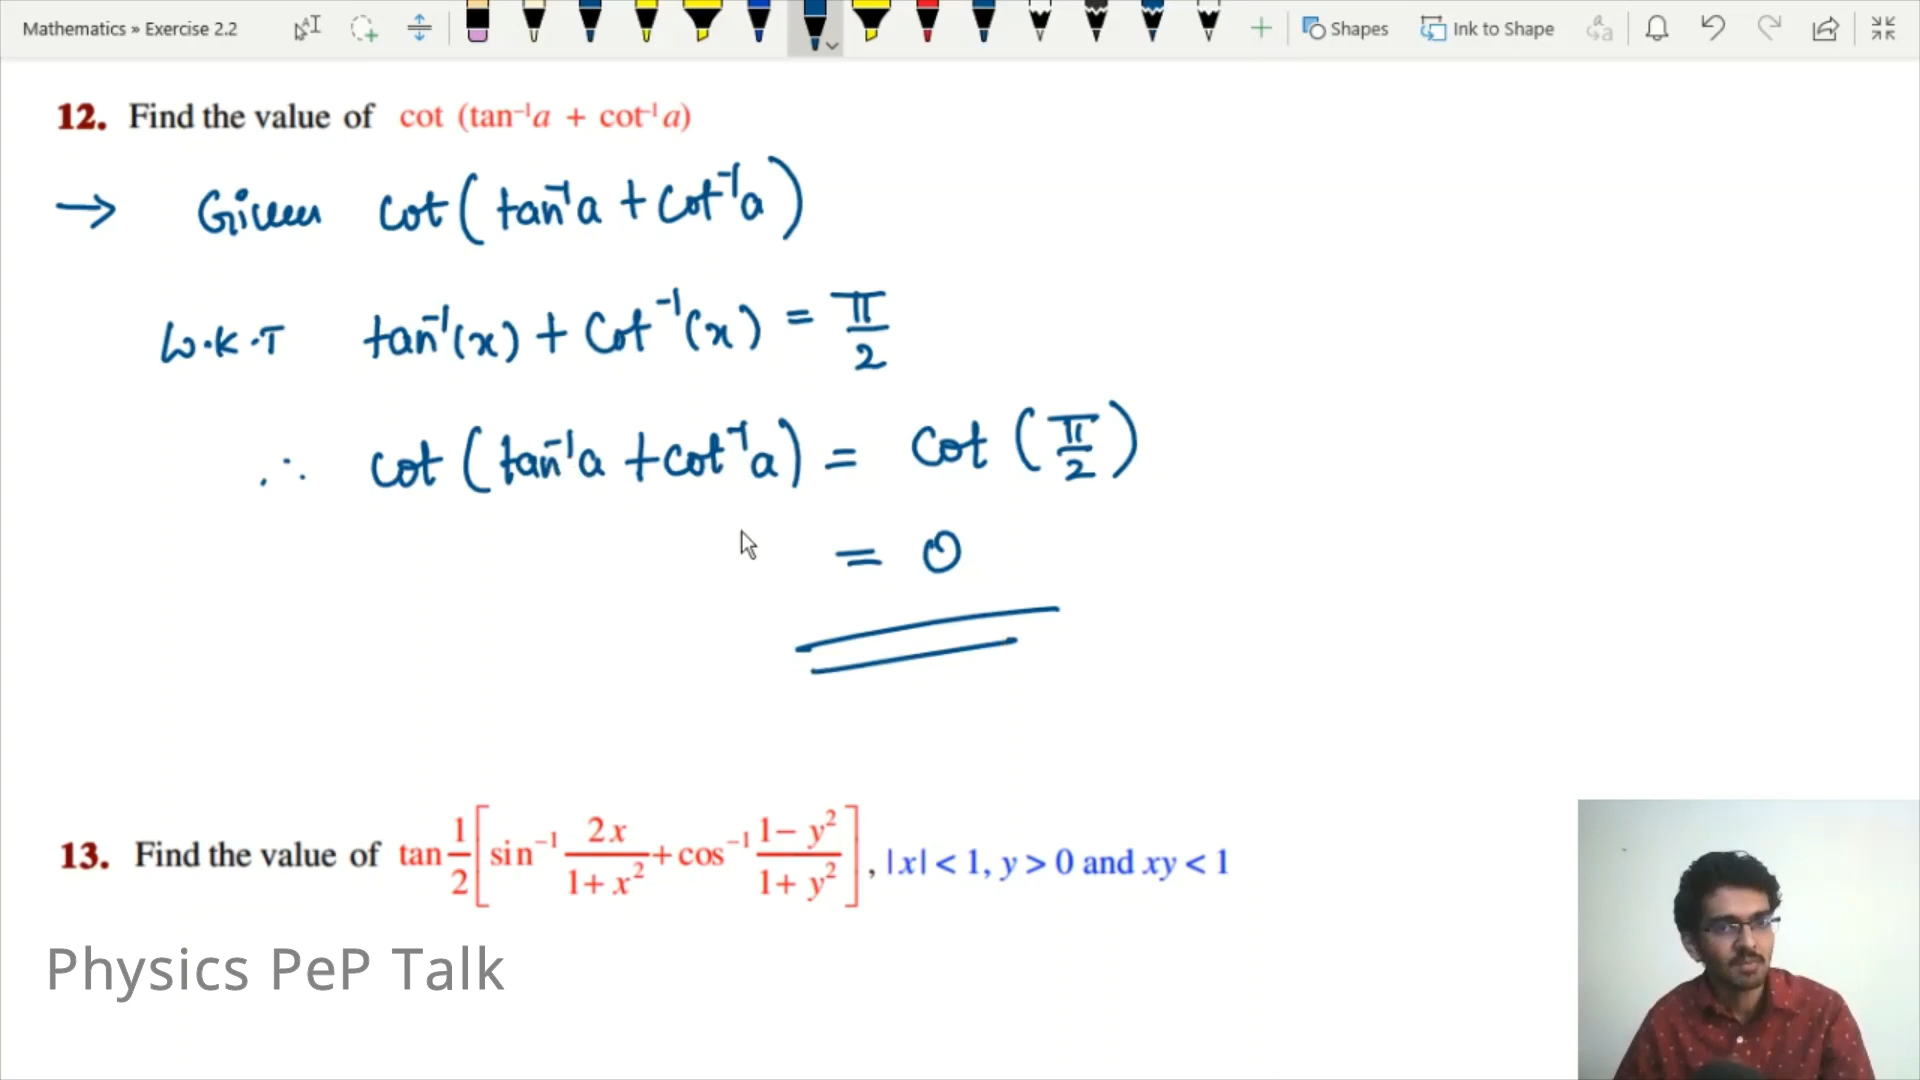 Mathematics » Exercise 2.2
Shapes
Ink to Shape
12. Find the value of cot (tan⁻¹a + cot⁻¹a)
→ Given cot(tan⁻¹a + cot⁻¹a)
W.K.T tan⁻¹(x) + Cot⁻¹(x) = π/2
∴ cot(tan⁻¹a + cot⁻¹a) = Cot(π/2)
= 0
13. Find the value of tan 1/2 [sin⁻¹ 2x/(1+x²) + cos⁻¹ (1−y²)/(1+y²)], |x| < 1, y > 0 and xy < 1
Physics PeP Talk